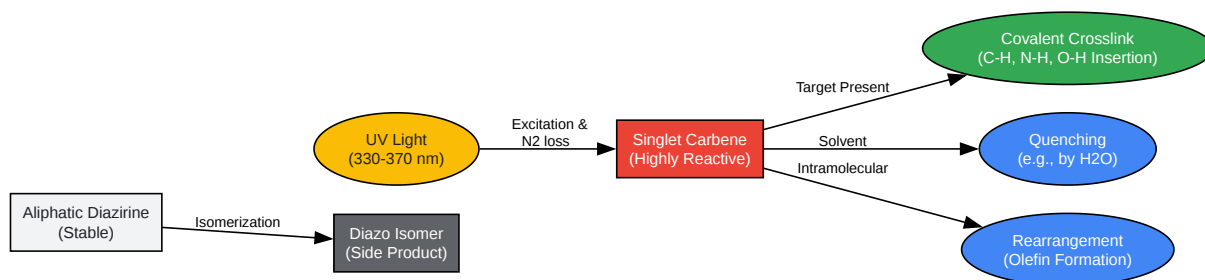 Covalent Crosslink
(C-H, N-H, O-H Insertion)
Target Present
UV Light
(330-370 nm)
Excitation &
N2 loss
Singlet Carbene
(Highly Reactive)
Solvent
Quenching
(e.g., by H2O)
Intramolecular
Aliphatic Diazirine
(Stable)
Isomerization
Diazo Isomer
(Side Product)
Rearrangement
(Olefin Formation)